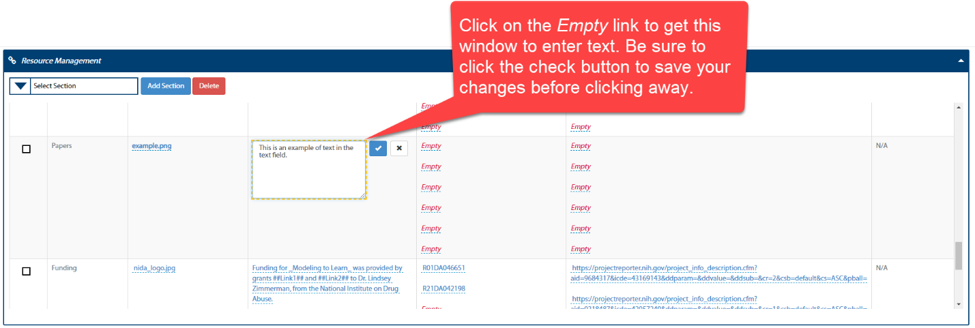 Click on the Empty link to get this
window to enter text. Be sure to
click the check button to save your
changes before clicking away.
Resource Management
Select Section
Add Section
Delete
Empty
Empty Empty
Papers example.png This is an example of text in the Empty Empty N/A
text field.
Empty Empty
Empty Empty
Empty Empty
Empty Empty
Empty Empty
Funding nida_logo.jpg Funding for _Modeling to Learn_ was provided by R01DA046651 https://projectreporter.nih.gov/project_info_description.cfm? N/A
grants ##Link1## and ##Link2## to Dr. Lindsey aid=9684317&icde=43169143&ddparam=&ddvalue=&ddsub=&cr=2&csb=default&cs=ASC&pball=
Zimmerman, from the National Institute on Drug R21DA042198
Abuse. https://projectreporter.nih.gov/project_info_description.cfm?